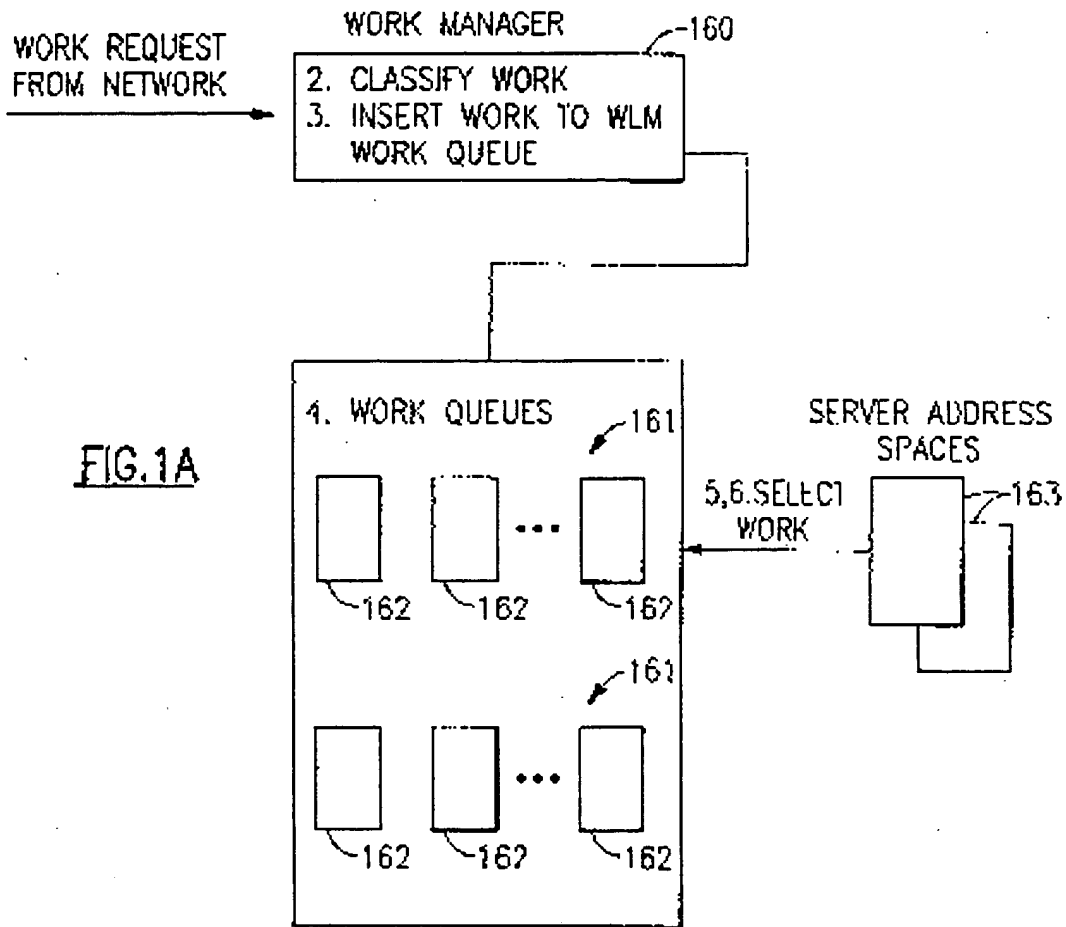 WORK REQUEST
FROM NETWORK
WORK MANAGER
160
2. CLASSIFY WORK
3. INSERT WORK TO WLM
WORK QUEUE
FIG.1A
4. WORK QUEUES
161
162
162
162
161
162
162
162
5,6.SELECT
WORK
SERVER ADDRESS
SPACES
163